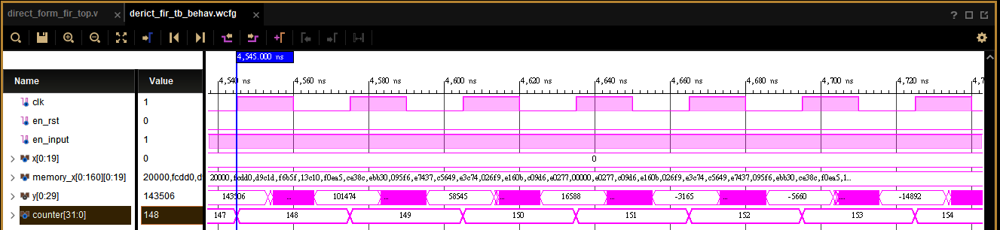 direct_form_fir_top.v × derict_fir_tb_behav.wcfg ×
?
4,545.000 ns
Name Value
4,540 ns 4,560 ns 4,580 ns 4,600 ns 4,620 ns 4,640 ns 4,660 ns 4,680 ns 4,700 ns 4,720 ns 4,7
clk 1
en_rst 0
en_input 1
x[0:19] 0 0
memory_x[0:160][0:19] 20000,fcdd0,d 20000,fcdd0,d9c1d,f6b5f,13c10,f0ea5,ce38c,ebb30,095f6,e7437,c5649,e3c74,026f9,e160b,c09d6,e0277,00000,e0277,c09d6,e160b,026f9,e3c74,c5649,e7437,095f6,ebb30,ce38c,f0ea5,1...
y[0:29] 143506 143506 ... 101474 ... 58545 ... 16588 ... -3165 ... -5660 ... -14892 ...
counter[31:0] 148 147 148 149 150 151 152 153 154